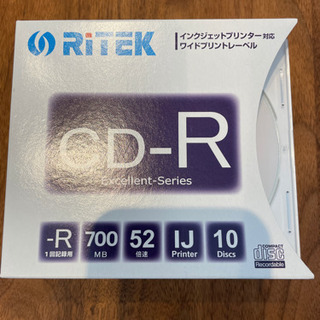 RiTEK
インクジェットプリンター対応
ワイドプリントレーベル
CD-R
Excellent-Series
-R
1回記録用
700
MB
52
倍速
IJ
Printer
10
Discs
COMPACT
disc
Recordable